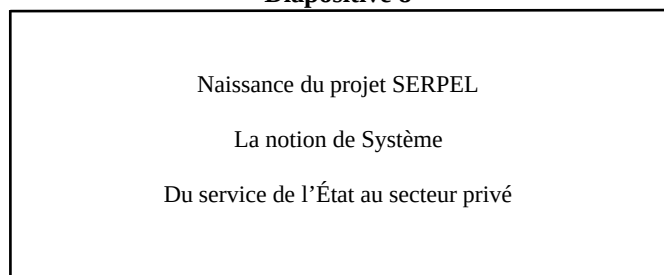 Naissance du projet SERPEL
La notion de Système
Du service de l’État au secteur privé